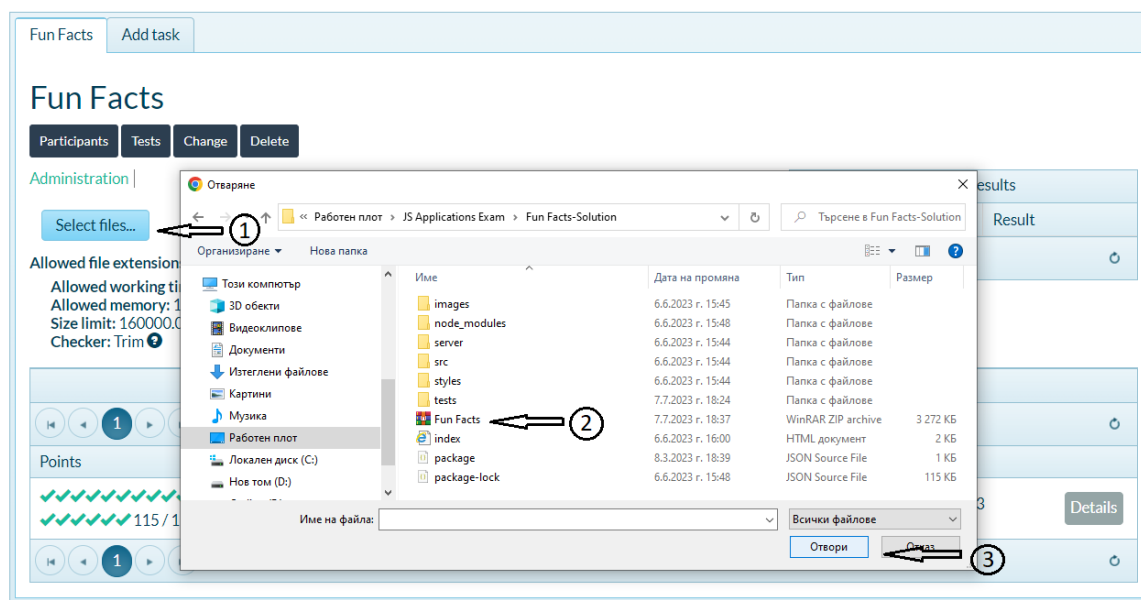 Fun Facts Add task
Fun Facts
Participants Tests Change Delete
Administration |
Отваряне
esults
« Работен плот › JS Applications Exam › Fun Facts-Solution
Търсене в Fun Facts-Solution
Result
Select files...
1
Организиране Нова папка
Allowed file extension
Allowed working ti
Allowed memory: 1
Size limit: 160000.0
Checker: Trim
Този компютър
3D обекти
Видеоклипове
Документи
Изтеглени файлове
Картини
Музика
Работен плот
Локален диск (C:)
Нов том (D:)
Име Дата на промяна Тип Размер
images 6.6.2023 г. 15:45 Папка с файлове
node_modules 6.6.2023 г. 15:48 Папка с файлове
server 6.6.2023 г. 15:44 Папка с файлове
src 6.6.2023 г. 15:44 Папка с файлове
styles 6.6.2023 г. 15:44 Папка с файлове
tests 7.7.2023 г. 18:24 Папка с файлове
Fun Facts 2 7.7.2023 г. 18:37 WinRAR ZIP archive 3 272 КБ
index 6.6.2023 г. 16:00 HTML документ 2 КБ
package 8.3.2023 г. 18:39 JSON Source File 1 КБ
package-lock 6.6.2023 г. 15:48 JSON Source File 115 КБ
1
Points
115 / 1
3
Details
Име на файла:
Всички файлове
Отвори Отказ
3
1